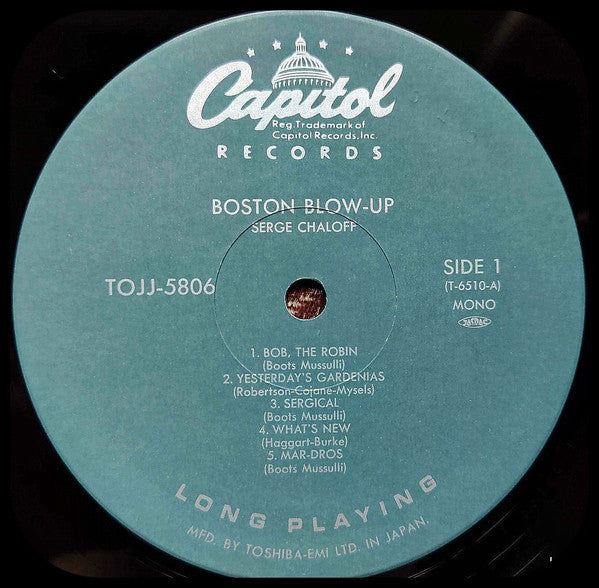 Capitol
Reg. Trademark of
Capitol Records, Inc.
RECORDS
BOSTON BLOW-UP
SERGE CHALOFF
TOJJ-5806
SIDE 1
(T-6510-A)
MONO
1. BOB, THE ROBIN
(Boots Mussulli)
2. YESTERDAY'S GARDENIAS
(Robertson-Cojane-Mysels)
3. SERGICAL
(Boots Mussulli)
4. WHAT'S NEW
(Haggart-Burke)
5. MAR-DROS
(Boots Mussulli)
LONG PLAYING
MFD. BY TOSHIBA-EMI LTD. IN JAPAN.